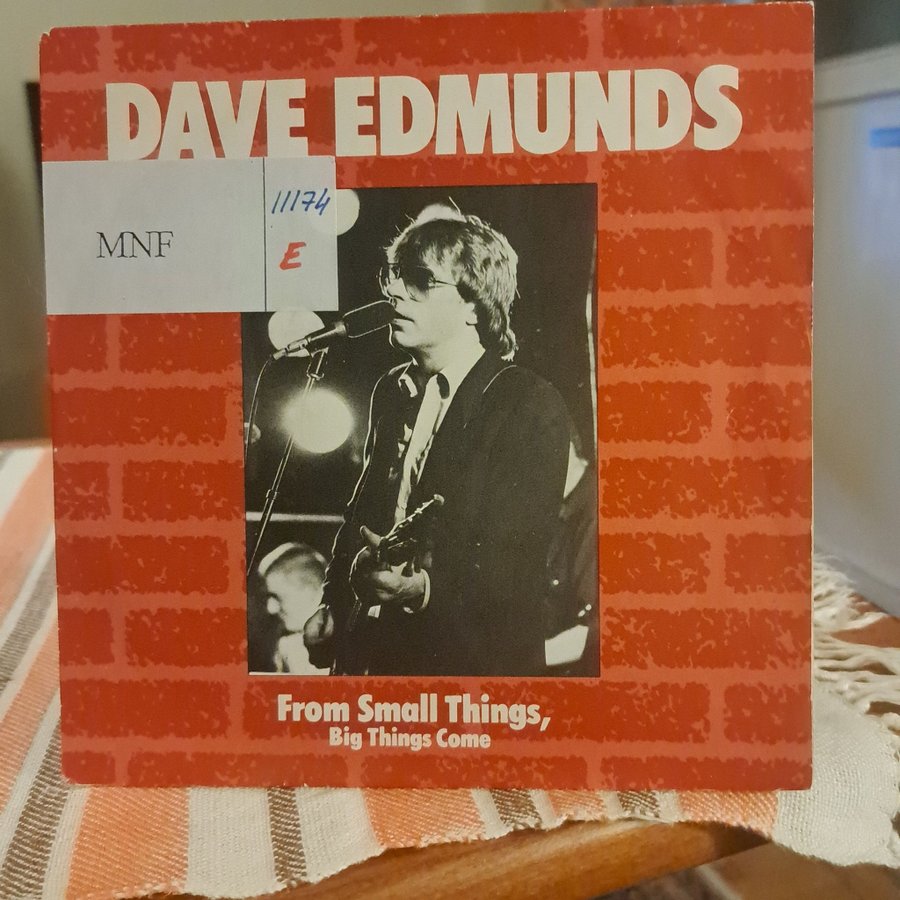 DAVE EDMUNDS
MNF
11174
E
From Small Things,
Big Things Come